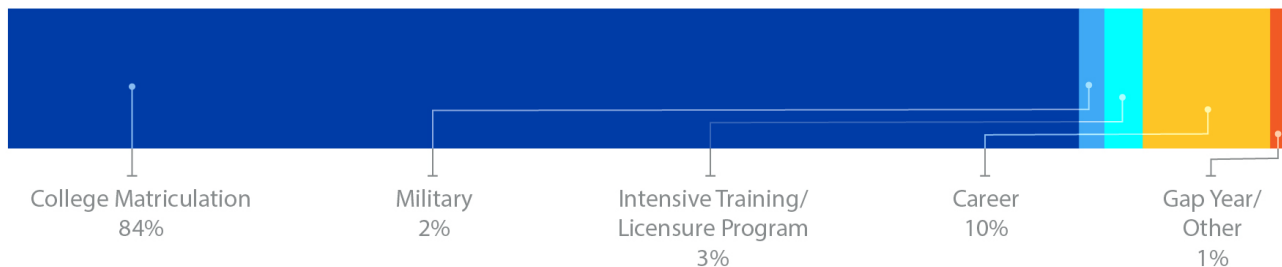 College Matriculation
84%
Military
2%
Intensive Training/
Licensure Program
3%
Career
10%
Gap Year/
Other
1%